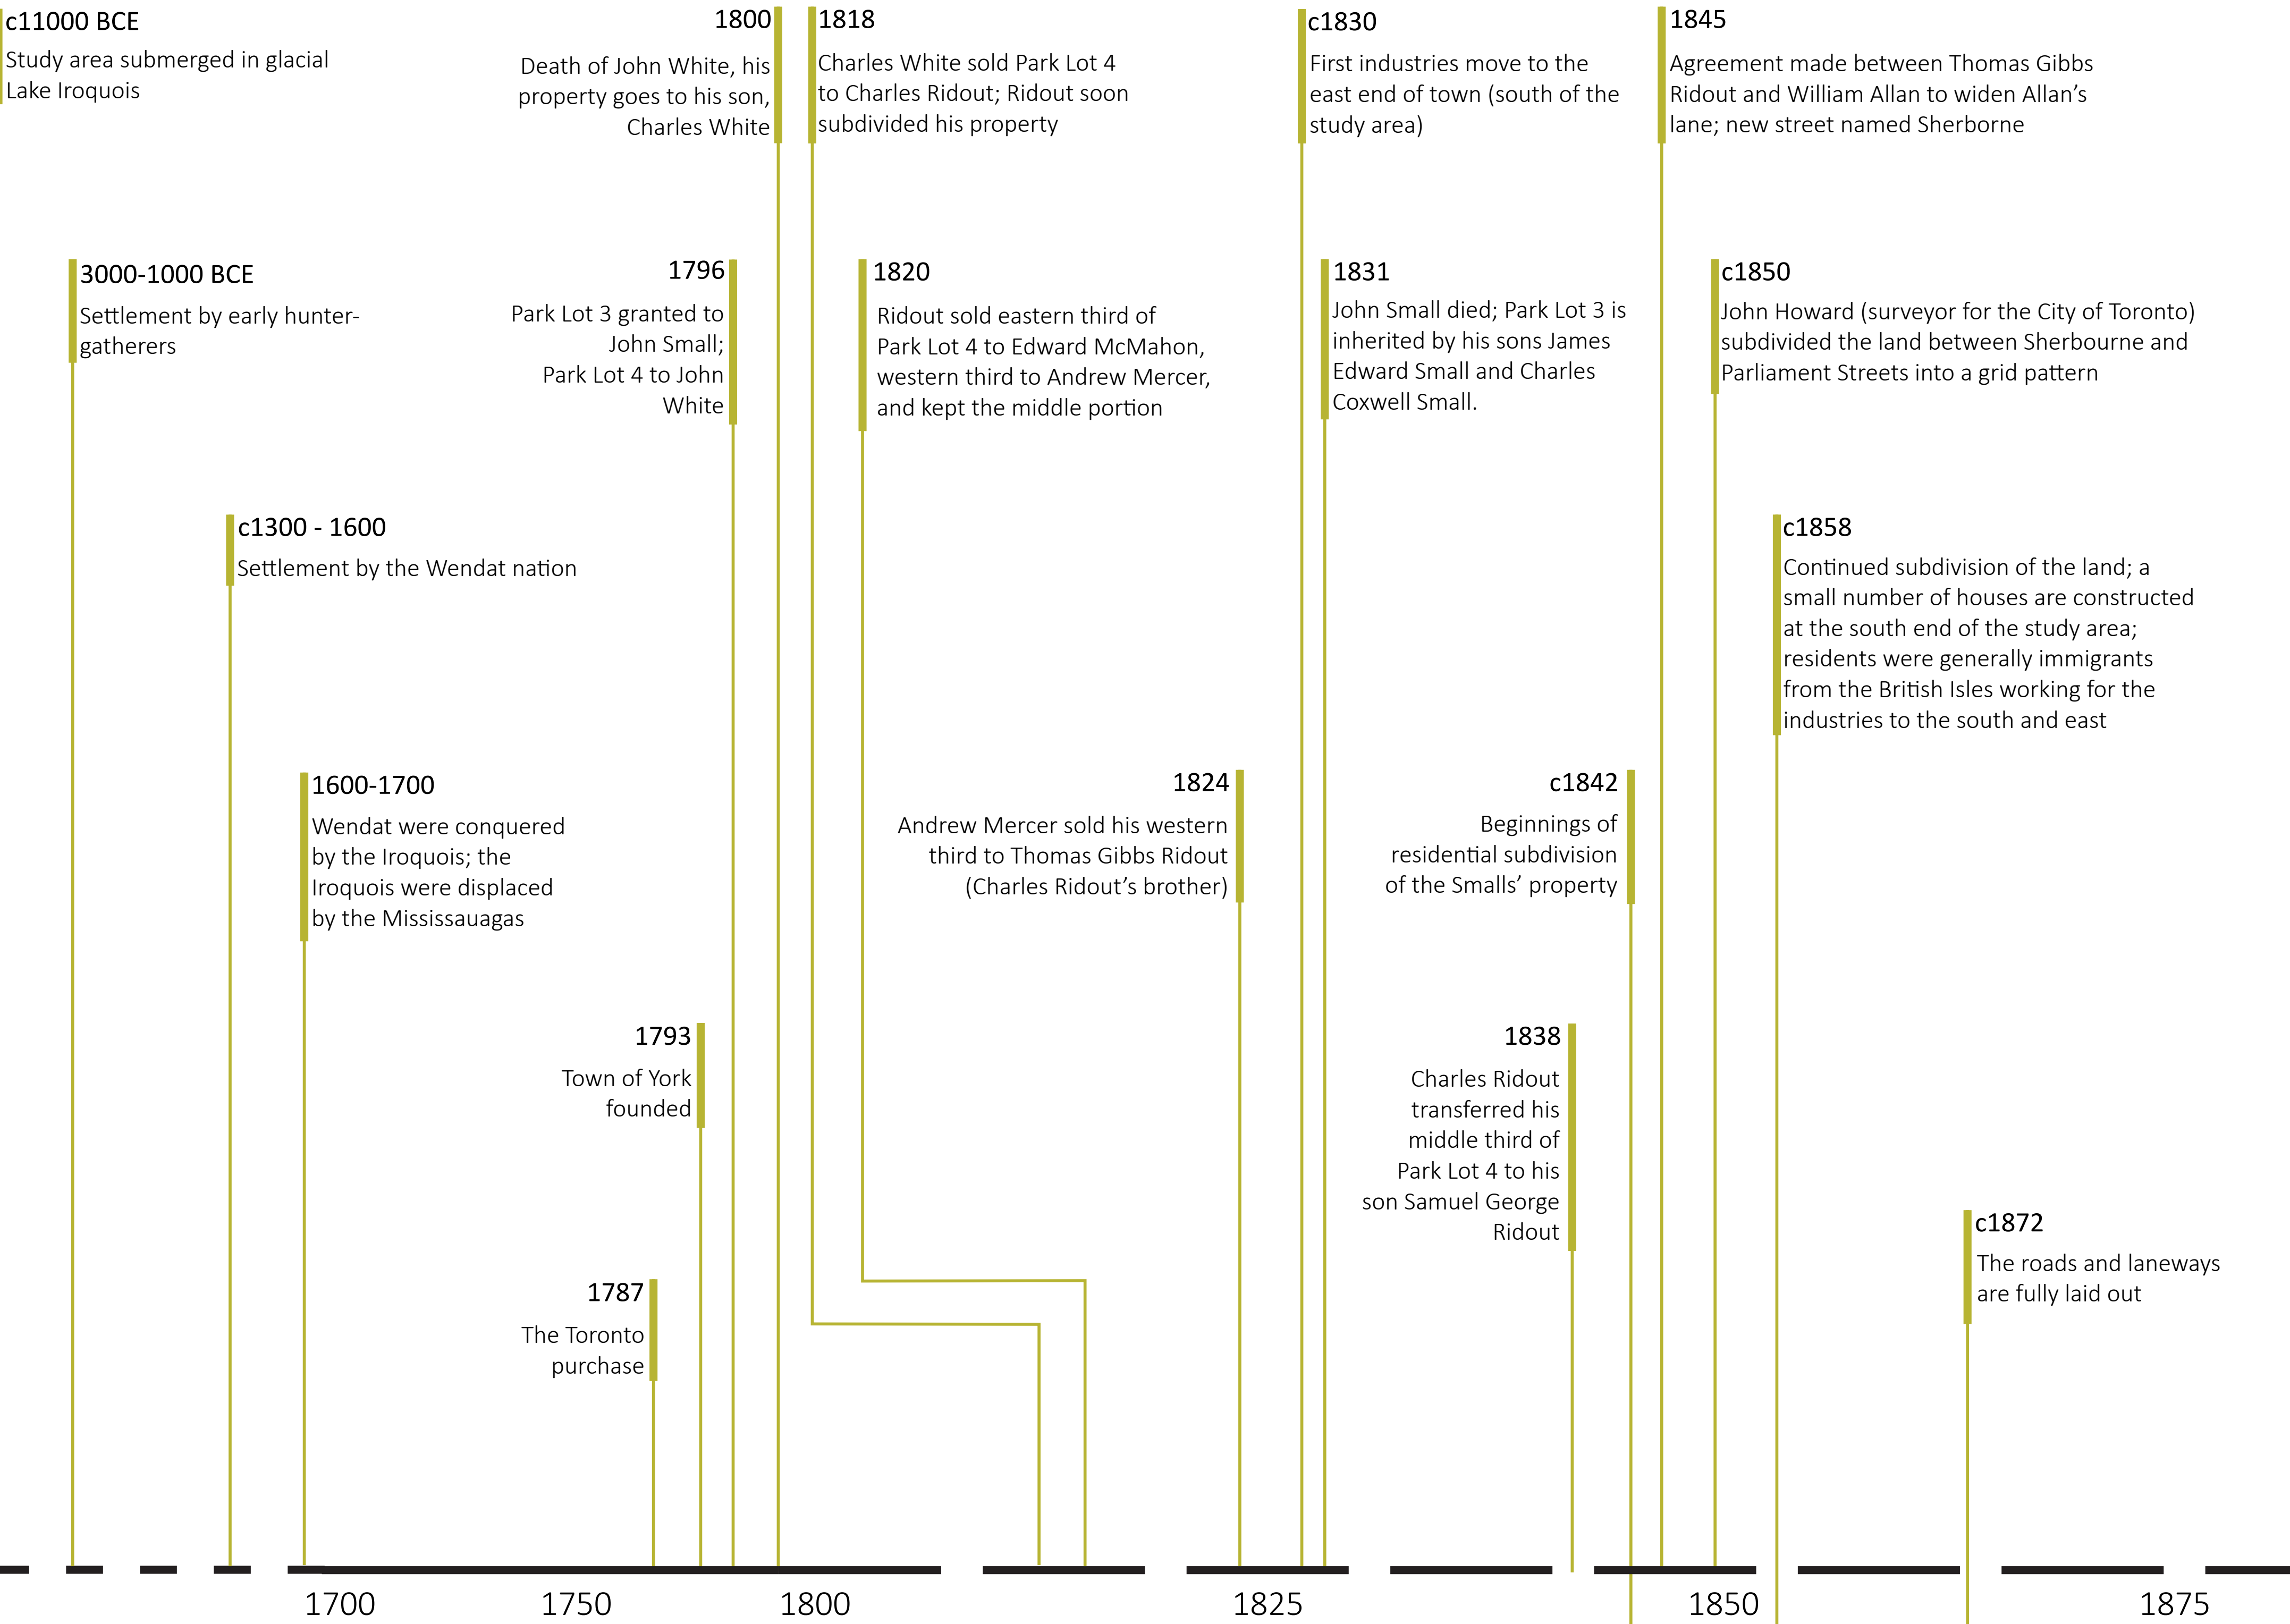 c11000 BCE
Study area submerged in glacial
Lake Iroquois
1800
Death of John White, his
property goes to his son,
Charles White
1818
Charles White sold Park Lot 4
to Charles Ridout; Ridout soon
subdivided his property
c1830
First industries move to the
east end of town (south of the
study area)
1845
Agreement made between Thomas Gibbs
Ridout and William Allan to widen Allan’s
lane; new street named Sherborne
3000-1000 BCE
Settlement by early hunter-
gatherers
1796
Park Lot 3 granted to
John Small;
Park Lot 4 to John
White
1820
Ridout sold eastern third of
Park Lot 4 to Edward McMahon,
western third to Andrew Mercer,
and kept the middle portion
1831
John Small died; Park Lot 3 is
inherited by his sons James
Edward Small and Charles
Coxwell Small.
c1850
John Howard (surveyor for the City of Toronto)
subdivided the land between Sherbourne and
Parliament Streets into a grid pattern
c1300 - 1600
Settlement by the Wendat nation
c1858
Continued subdivision of the land; a
small number of houses are constructed
at the south end of the study area;
residents were generally immigrants
from the British Isles working for the
industries to the south and east
1600-1700
Wendat were conquered
by the Iroquois; the
Iroquois were displaced
by the Mississauagas
1824
Andrew Mercer sold his western
third to Thomas Gibbs Ridout
(Charles Ridout’s brother)
c1842
Beginnings of
residential subdivision
of the Smalls’ property
1793
Town of York
founded
1838
Charles Ridout
transferred his
middle third of
Park Lot 4 to his
son Samuel George
Ridout
c1872
The roads and laneways
are fully laid out
1787
The Toronto
purchase
1700
1750
1800
1825
1850
1875